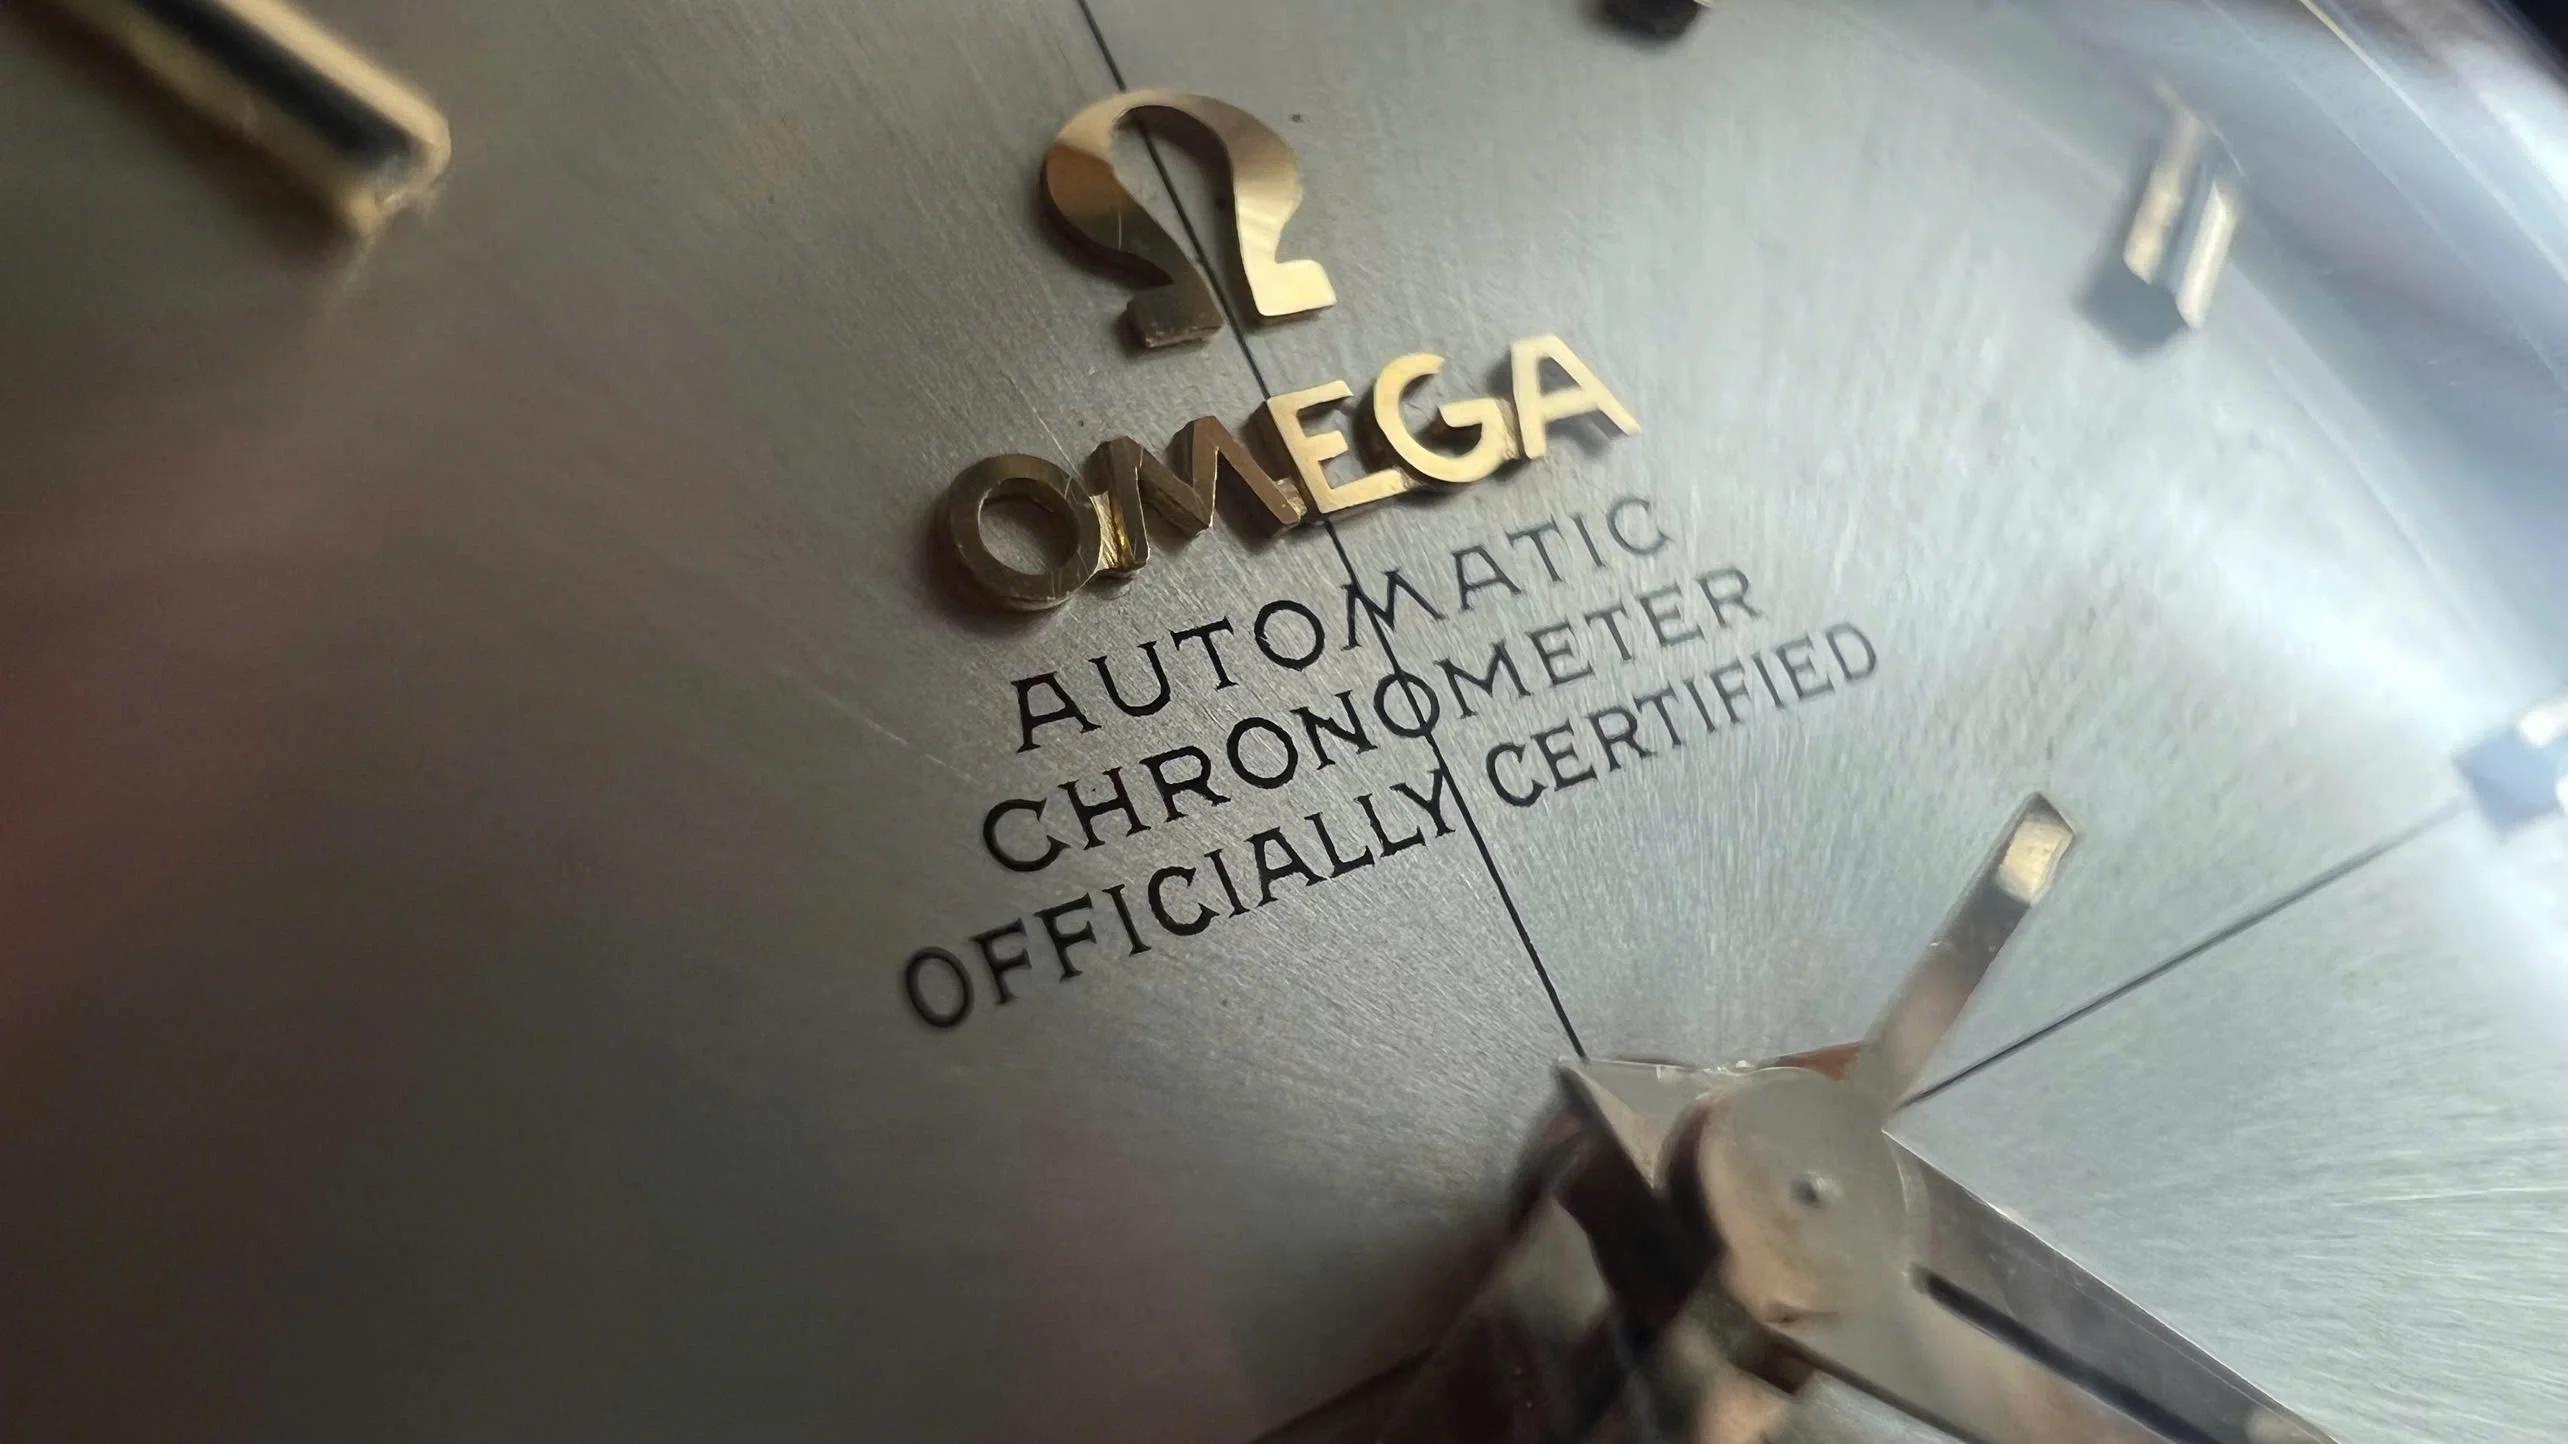 Ω
OMEGA
AUTOMATIC
CHRONOMETER
OFFICIALLY CERTIFIED